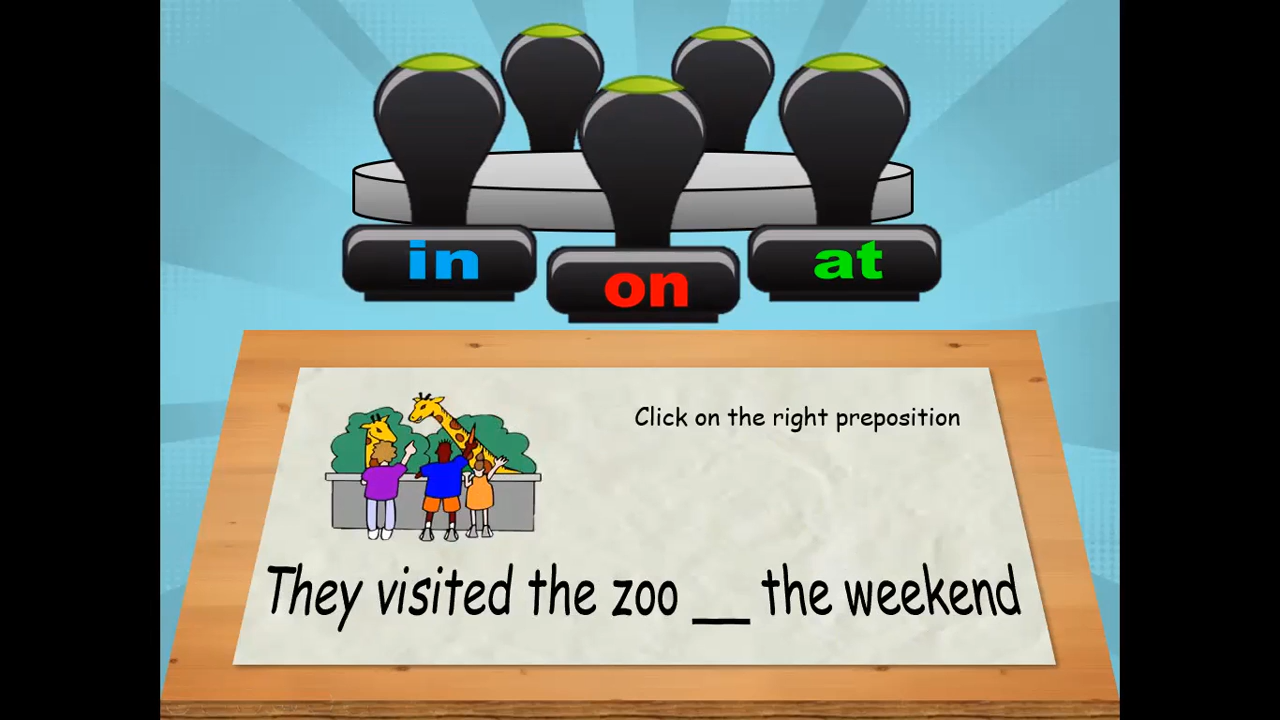 in
on
at
Click on the right preposition
They visited the zoo __ the weekend